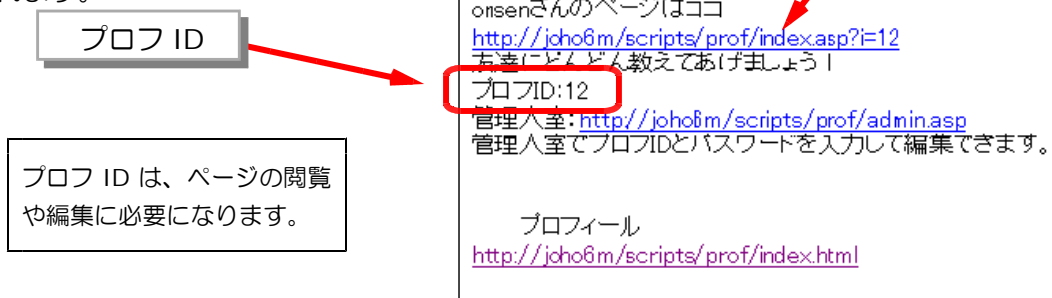 プロフ ID
プロフ ID は、ページの閲覧
や編集に必要になります。
onsenさんのページはココ
http://joho6m/scripts/prof/index.asp?i=12
友達にどんどん教えてあげましょう！
プロフID:12
管理人室：http://joho6m/scripts/prof/admin.asp
管理人室でプロフIDとパスワードを入力して編集できます。
プロフィール
http://joho6m/scripts/prof/index.html